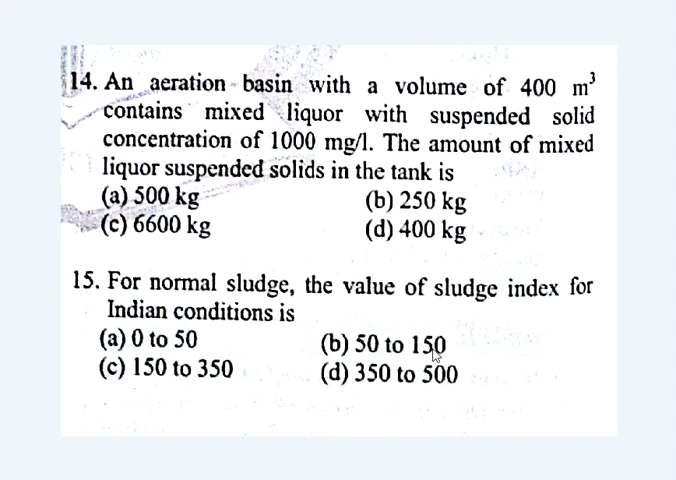 14. An aeration basin with a volume of 400 m³
contains mixed liquor with suspended solid
concentration of 1000 mg/l. The amount of mixed
liquor suspended solids in the tank is
(a) 500 kg (b) 250 kg
(c) 6600 kg (d) 400 kg
15. For normal sludge, the value of sludge index for
Indian conditions is
(a) 0 to 50 (b) 50 to 150
(c) 150 to 350 (d) 350 to 500